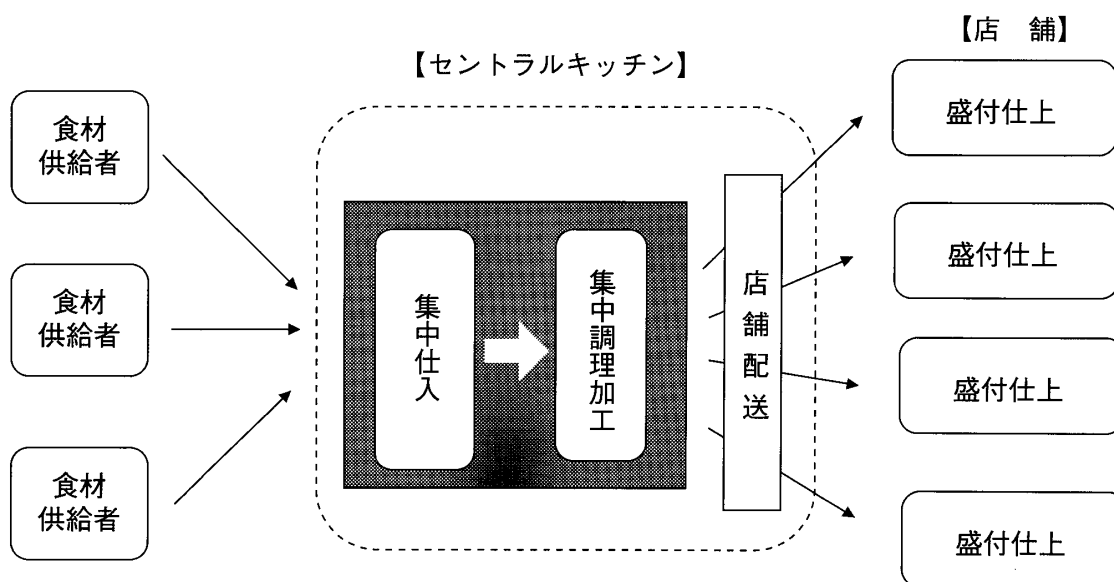 【店　舗】
【セントラルキッチン】
食材
供給者
食材
供給者
食材
供給者
集中仕入
集中調理加工
店舗配送
盛付仕上
盛付仕上
盛付仕上
盛付仕上